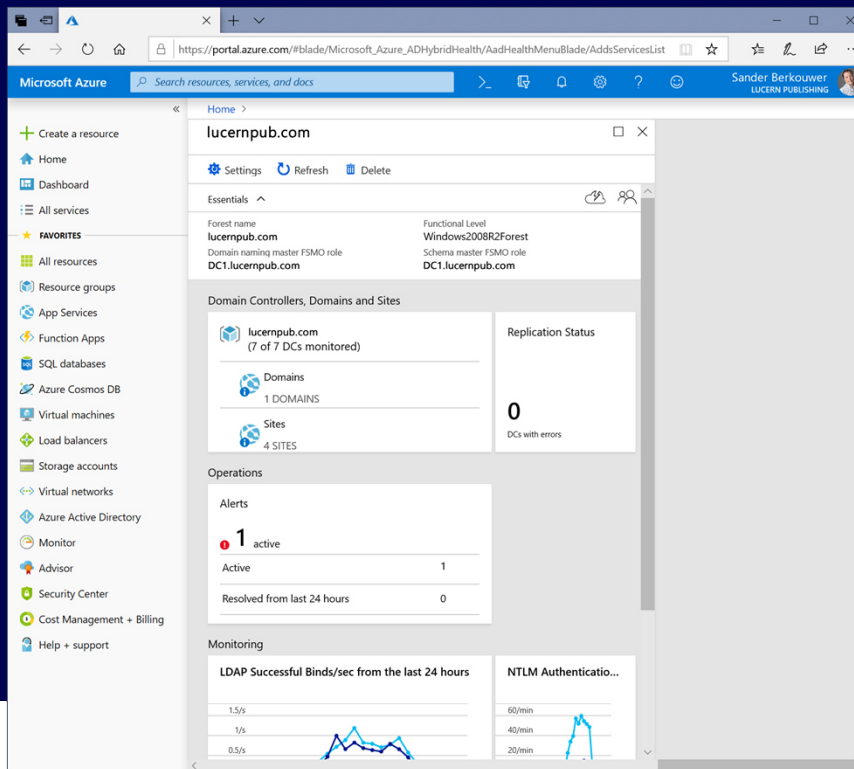 https://portal.azure.com/#blade/Microsoft_Azure_ADHybridHealth/AadHealthMenuBlade/AddsServicesList
Microsoft Azure
Search resources, services, and docs
Sander Berkouwer
LUCERN PUBLISHING
Create a resource
Home
Dashboard
All services
FAVORITES
All resources
Resource groups
App Services
Function Apps
SQL databases
Azure Cosmos DB
Virtual machines
Load balancers
Storage accounts
Virtual networks
Azure Active Directory
Monitor
Advisor
Security Center
Cost Management + Billing
Help + support
Home >
lucernpub.com
Settings Refresh Delete
Essentials
Forest name
lucernpub.com
Functional Level
Windows2008R2Forest
Domain naming master FSMO role
DC1.lucernpub.com
Schema master FSMO role
DC1.lucernpub.com
Domain Controllers, Domains and Sites
lucernpub.com
(7 of 7 DCs monitored)
Domains
1 DOMAINS
Sites
4 SITES
Replication Status
0
DCs with errors
Operations
Alerts
1 active
Active 1
Resolved from last 24 hours 0
Monitoring
LDAP Successful Binds/sec from the last 24 hours
1.5/s
1/s
0.5/s
NTLM Authenticatio...
60/min
40/min
20/min